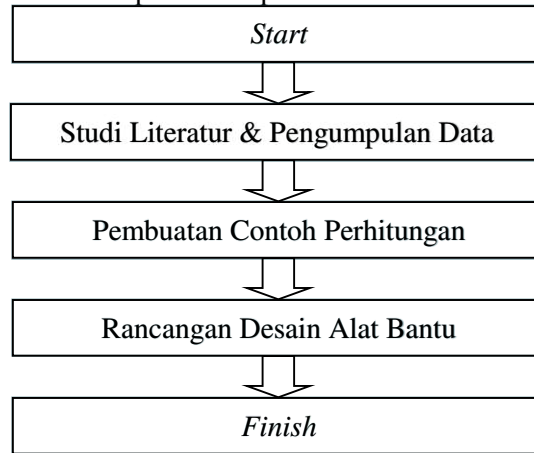 Start
Studi Literatur & Pengumpulan Data
Pembuatan Contoh Perhitungan
Rancangan Desain Alat Bantu
Finish